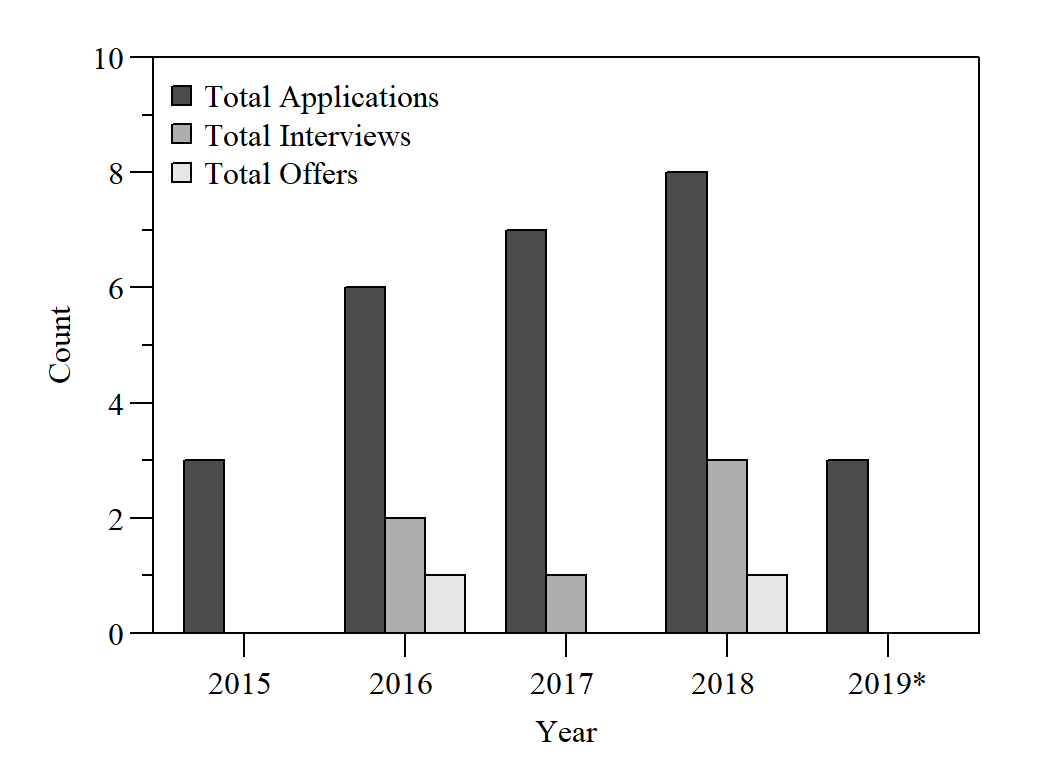 10
8
6
4
2
0
Count
Total Applications
Total Interviews
Total Offers
2015 2016 2017 2018 2019*
Year